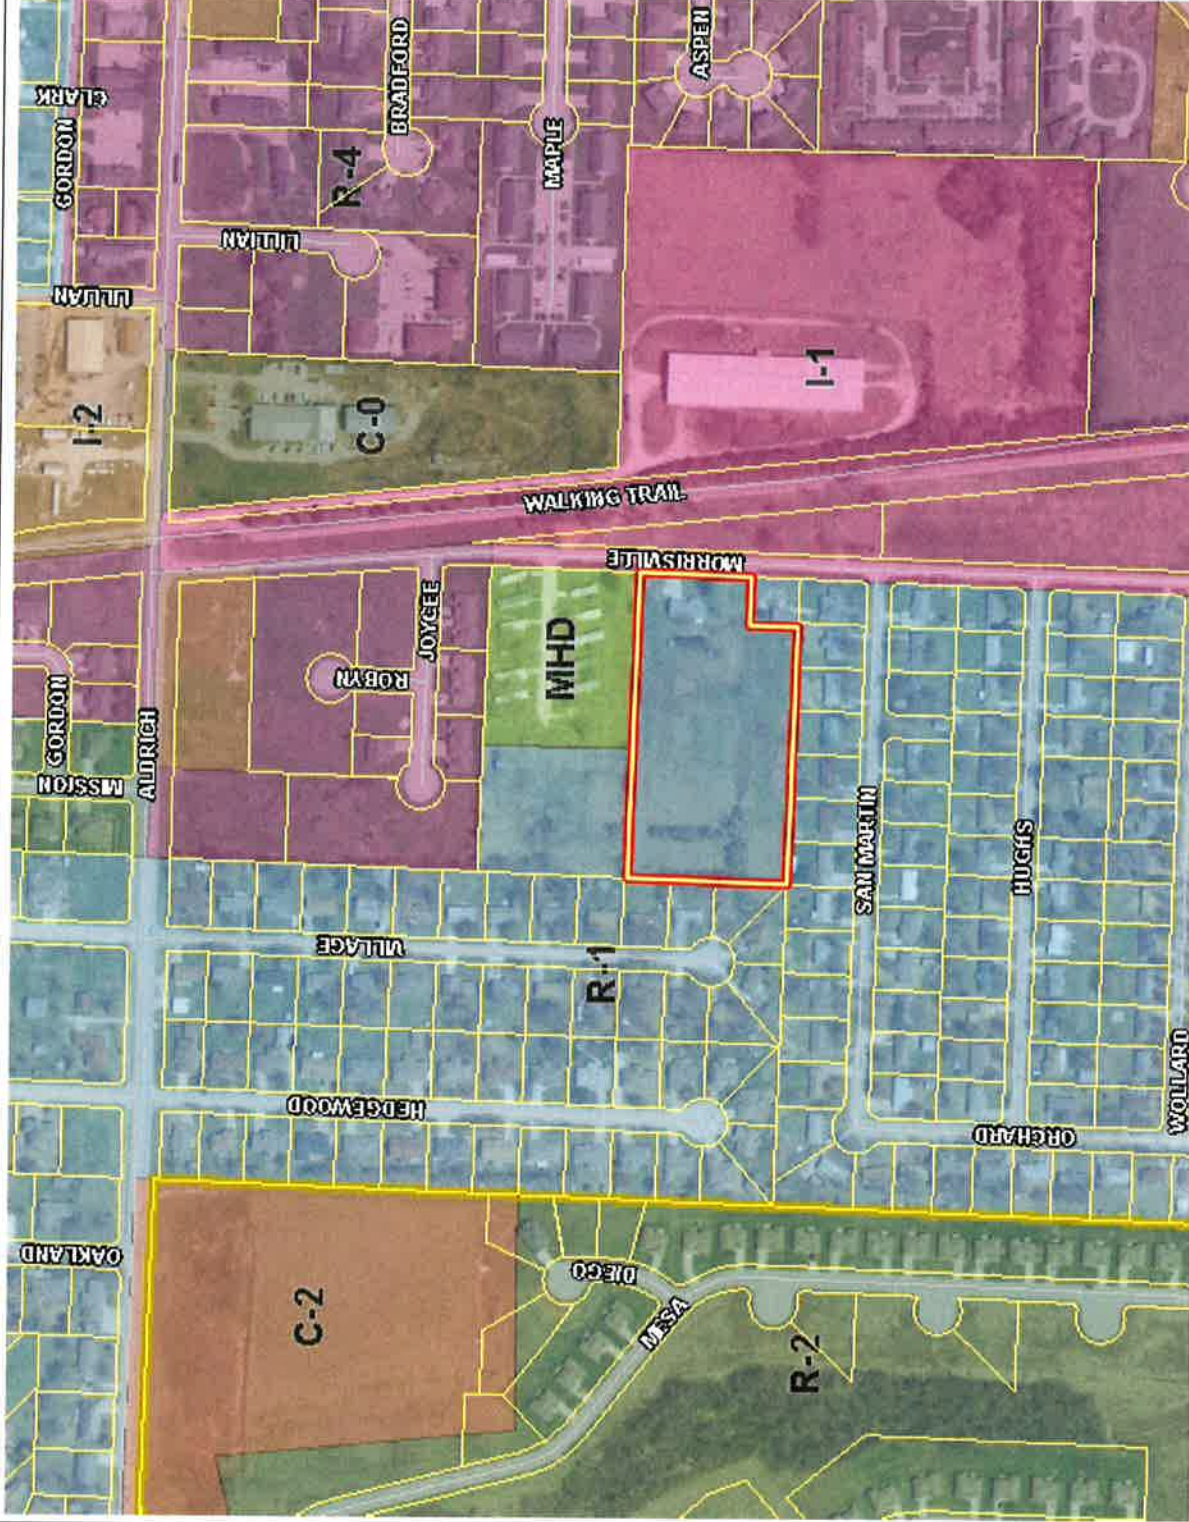 CLARK
GORDON
BRADFORD
ASPEN
MAPLE
R-4
LILLIAN
LILLIAN
I-2
C-0
I-1
WALKING TRAIL
MORRISVILLE
JOYCEE
ROBYN
MHD
GORDON
MISSION
ALDRICH
SAN MARTIN
HUGHS
VILLAGE
R-1
HEDGEWOOD
ORCHARD
WOLLARD
OAKLAND
DIEGO
C-2
MESA
R-2